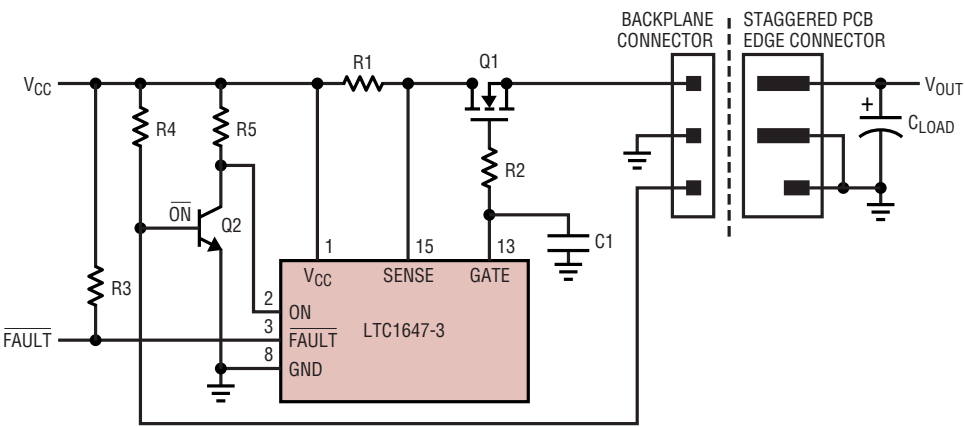 BACKPLANE
CONNECTOR
STAGGERED PCB
EDGE CONNECTOR
VCC
R1
Q1
VOUT
+
CLOAD
R4
R5
R2
ON
Q2
C1
1
15
13
VCC
SENSE
GATE
R3
2
ON
3
FAULT
FAULT
LTC1647-3
8
GND